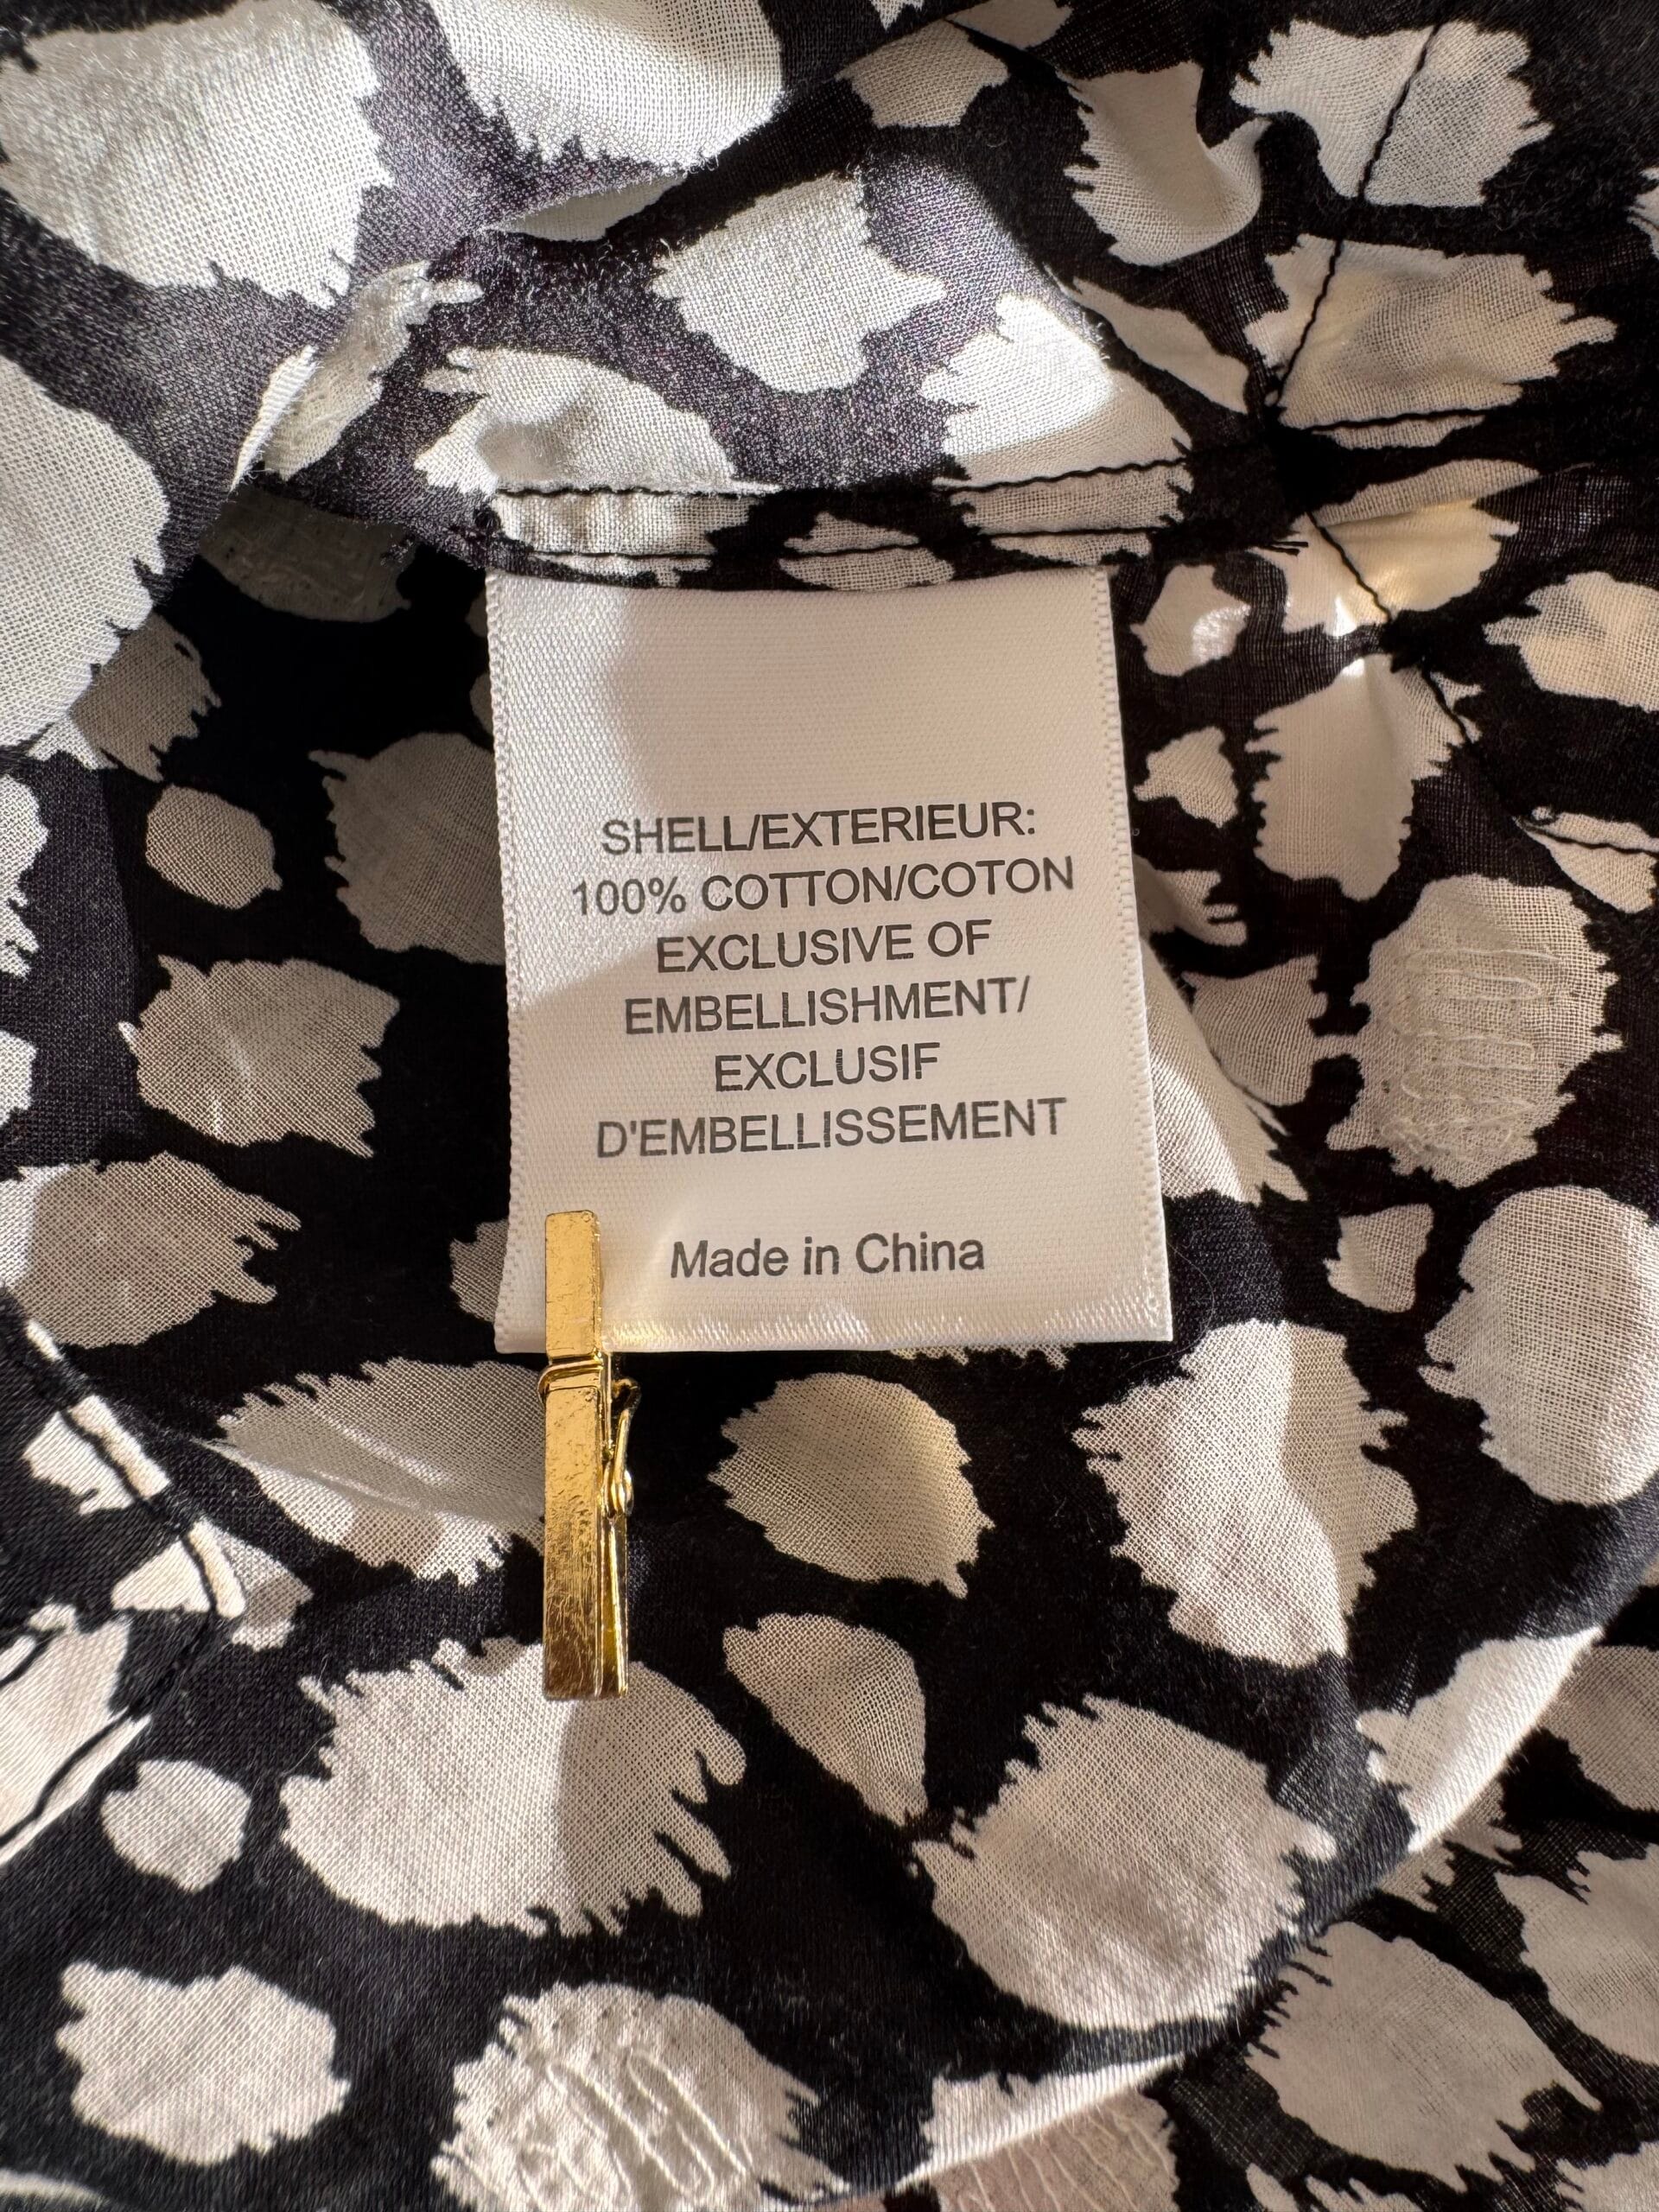 SHELL/EXTERIEUR:
100% COTTON/COTON
EXCLUSIVE OF
EMBELLISHMENT/
EXCLUSIF
D'EMBELLISSEMENT
Made in China